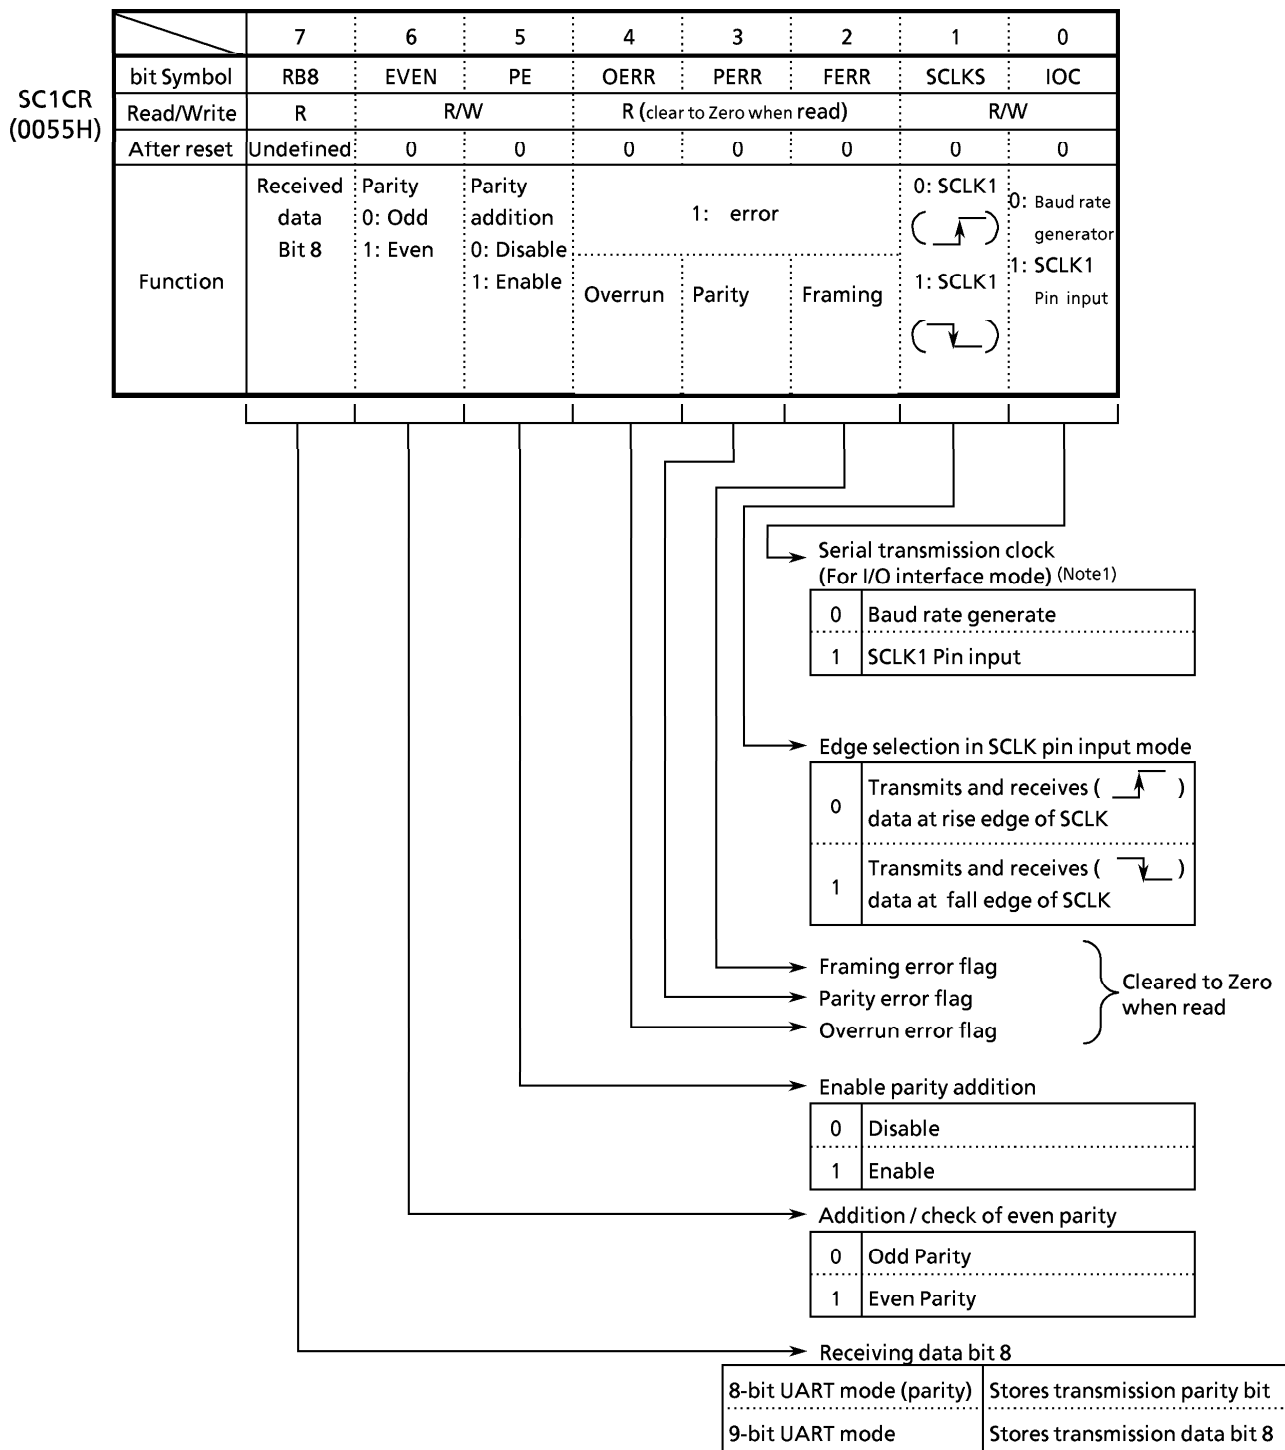 7 6 5 4 3 2 1 0
bit Symbol RB8 EVEN PE OERR PERR FERR SCLKS IOC
SC1CR
(0055H)
Read/Write R R/W R (clear to Zero when read) R/W
After reset Undefined 0 0 0 0 0 0 0
Function
Received
data
Bit 8
Parity
0: Odd
1: Even
Parity
addition
0: Disable
1: Enable
1: error
Overrun Parity Framing
0: SCLK1
( )
1: SCLK1
( )
0: Baud rate
generator
1: SCLK1
Pin input
Serial transmission clock
(For I/O interface mode) (Note1)
0 Baud rate generate
1 SCLK1 Pin input
Edge selection in SCLK pin input mode
0 Transmits and receives ( )
data at rise edge of SCLK
1 Transmits and receives ( )
data at fall edge of SCLK
Framing error flag
Parity error flag
Overrun error flag
Cleared to Zero
when read
Enable parity addition
0 Disable
1 Enable
Addition / check of even parity
0 Odd Parity
1 Even Parity
Receiving data bit 8
8-bit UART mode (parity) Stores transmission parity bit
9-bit UART mode Stores transmission data bit 8